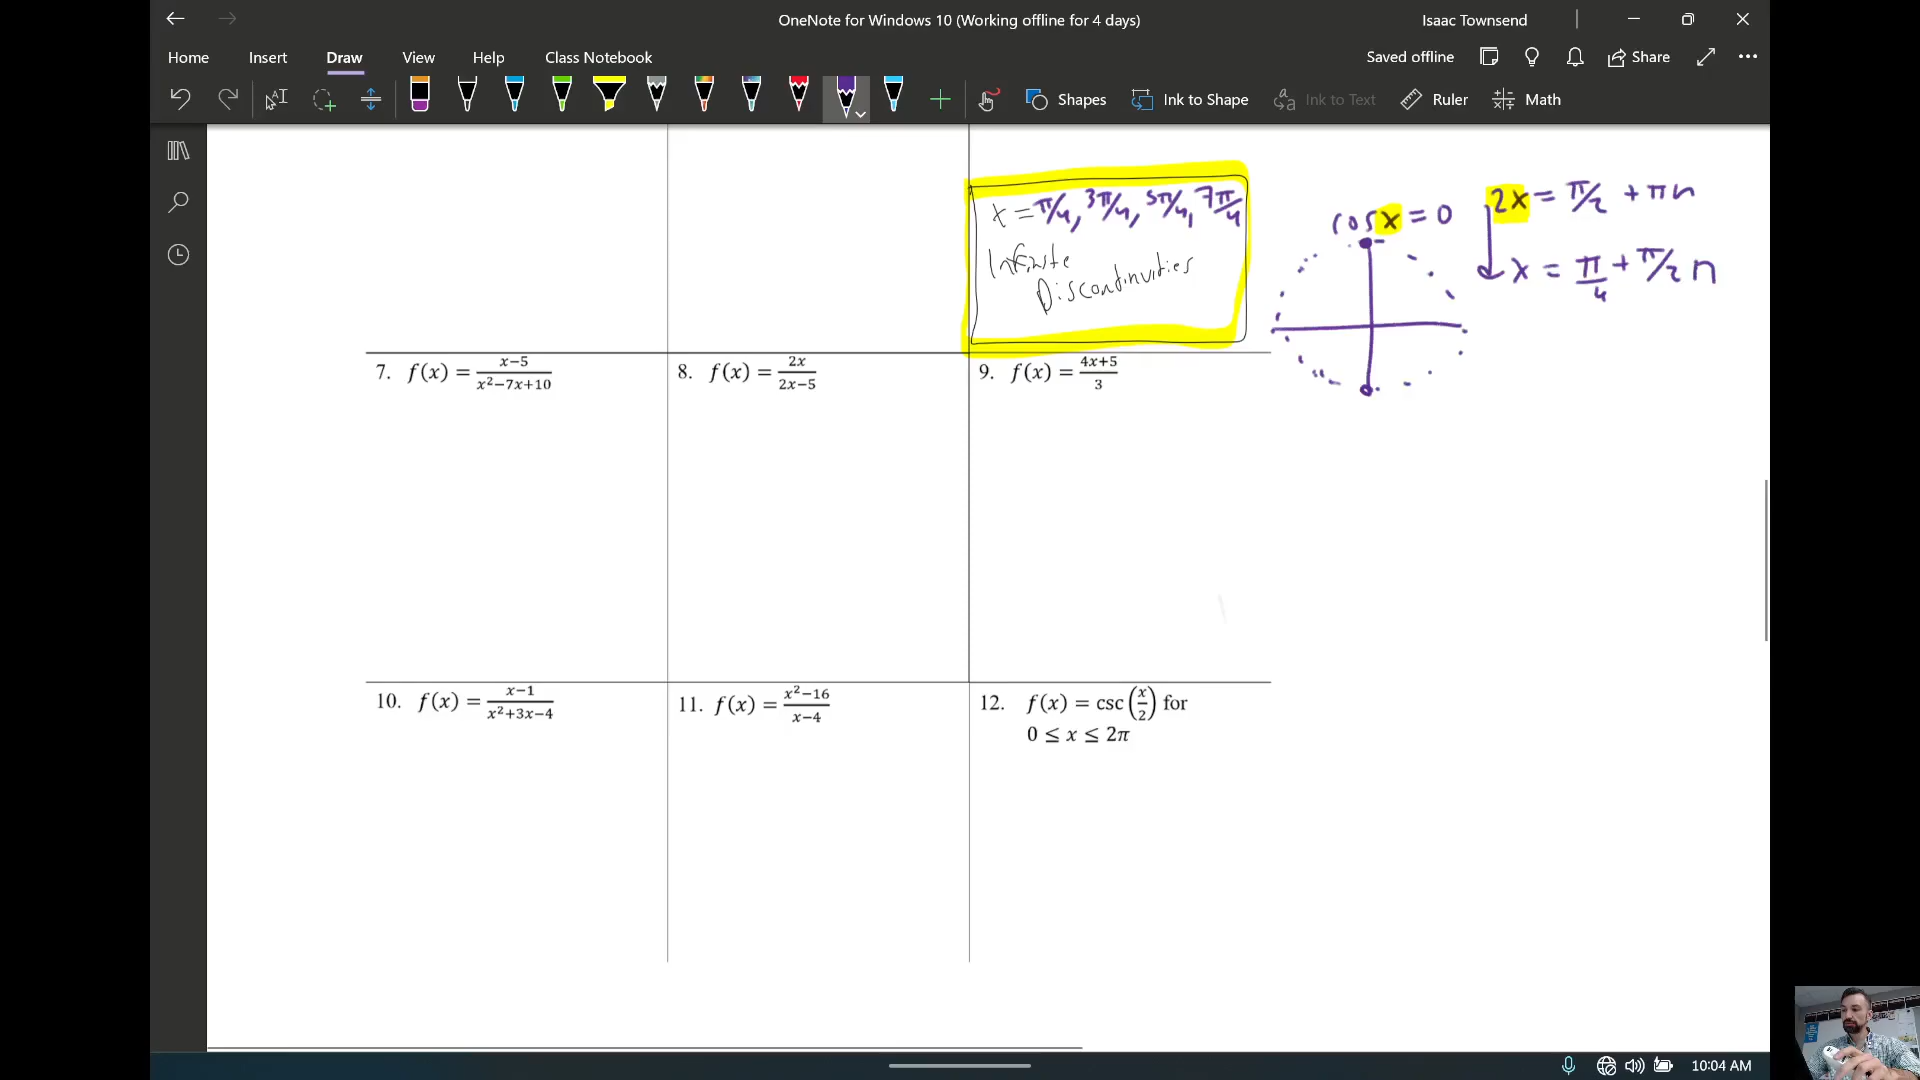 OneNote for Windows 10 (Working offline for 4 days)
Isaac Townsend
Home Insert Draw View Help Class Notebook
Saved offline Share
Shapes Ink to Shape Ink to Text Ruler Math
x = π/4, 3π/4, 5π/4, 7π/4
Infinite
Discontinuities
cos x = 0
2x = π/2 + πn
x = π/4 + π/2 n
7. f(x) = (x−5)/(x²−7x+10)
8. f(x) = 2x/(2x−5)
9. f(x) = (4x+5)/3
10. f(x) = (x−1)/(x²+3x−4)
11. f(x) = (x²−16)/(x−4)
12. f(x) = csc(x/2) for
0 ≤ x ≤ 2π
10:04 AM